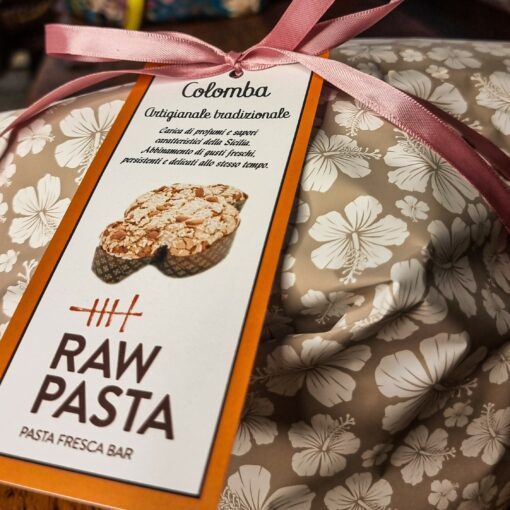 Colomba
Artigianale tradizionale
Carica di profumi e sapori
caratteristici della Sicilia.
Abbinamento di gusti freschi,
persistenti e delicati allo stesso tempo.
RAW
PASTA
PASTA FRESCA BAR